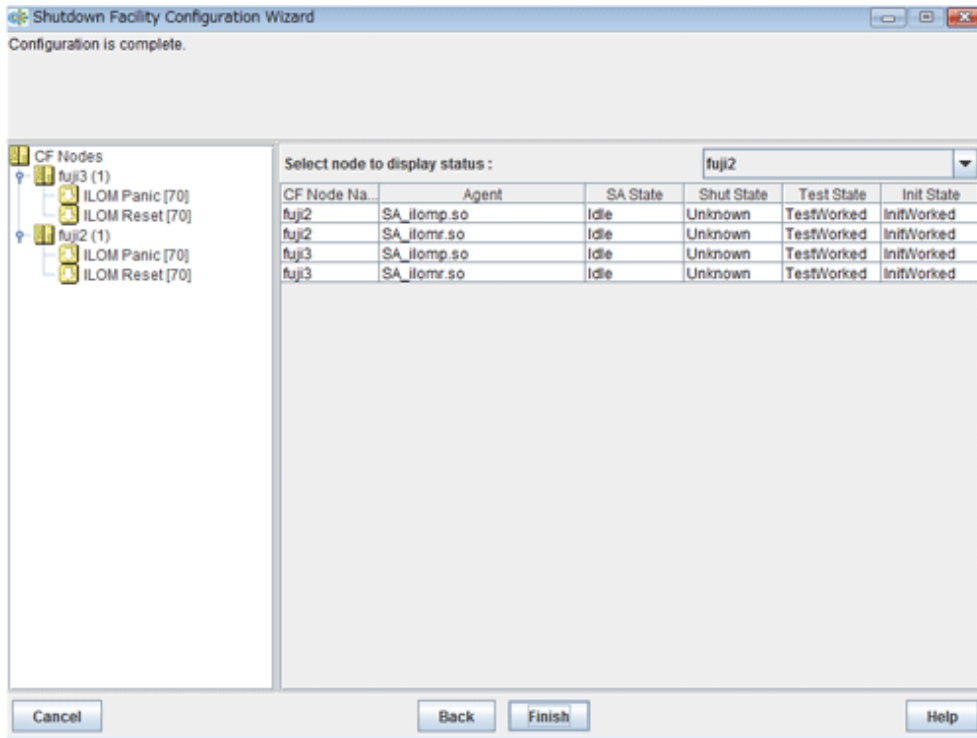 Shutdown Facility Configuration Wizard
Configuration is complete.
CF Nodes
fuji3 (1)
ILOM Panic [70]
ILOM Reset [70]
fuji2 (1)
ILOM Panic [70]
ILOM Reset [70]
Select node to display status : fuji2
CF Node Na... Agent SA State Shut State Test State Init State
fuji2 SA_ilomp.so Idle Unknown TestWorked InitWorked
fuji2 SA_ilomr.so Idle Unknown TestWorked InitWorked
fuji3 SA_ilomp.so Idle Unknown TestWorked InitWorked
fuji3 SA_ilomr.so Idle Unknown TestWorked InitWorked
Cancel Back Finish Help